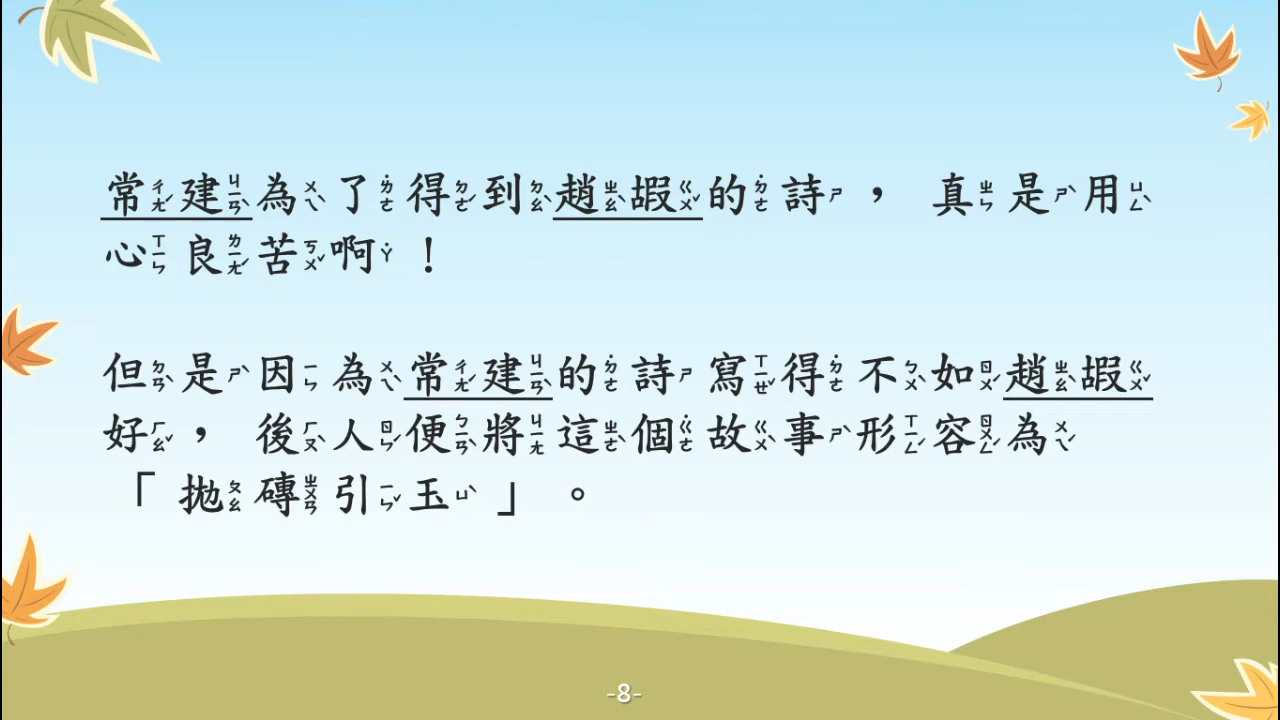 常建為了得到趙嘏的詩，真是用
心良苦啊！
但是因為常建的詩寫得不如趙嘏
好，後人便將這個故事形容為
「拋磚引玉」。
-8-